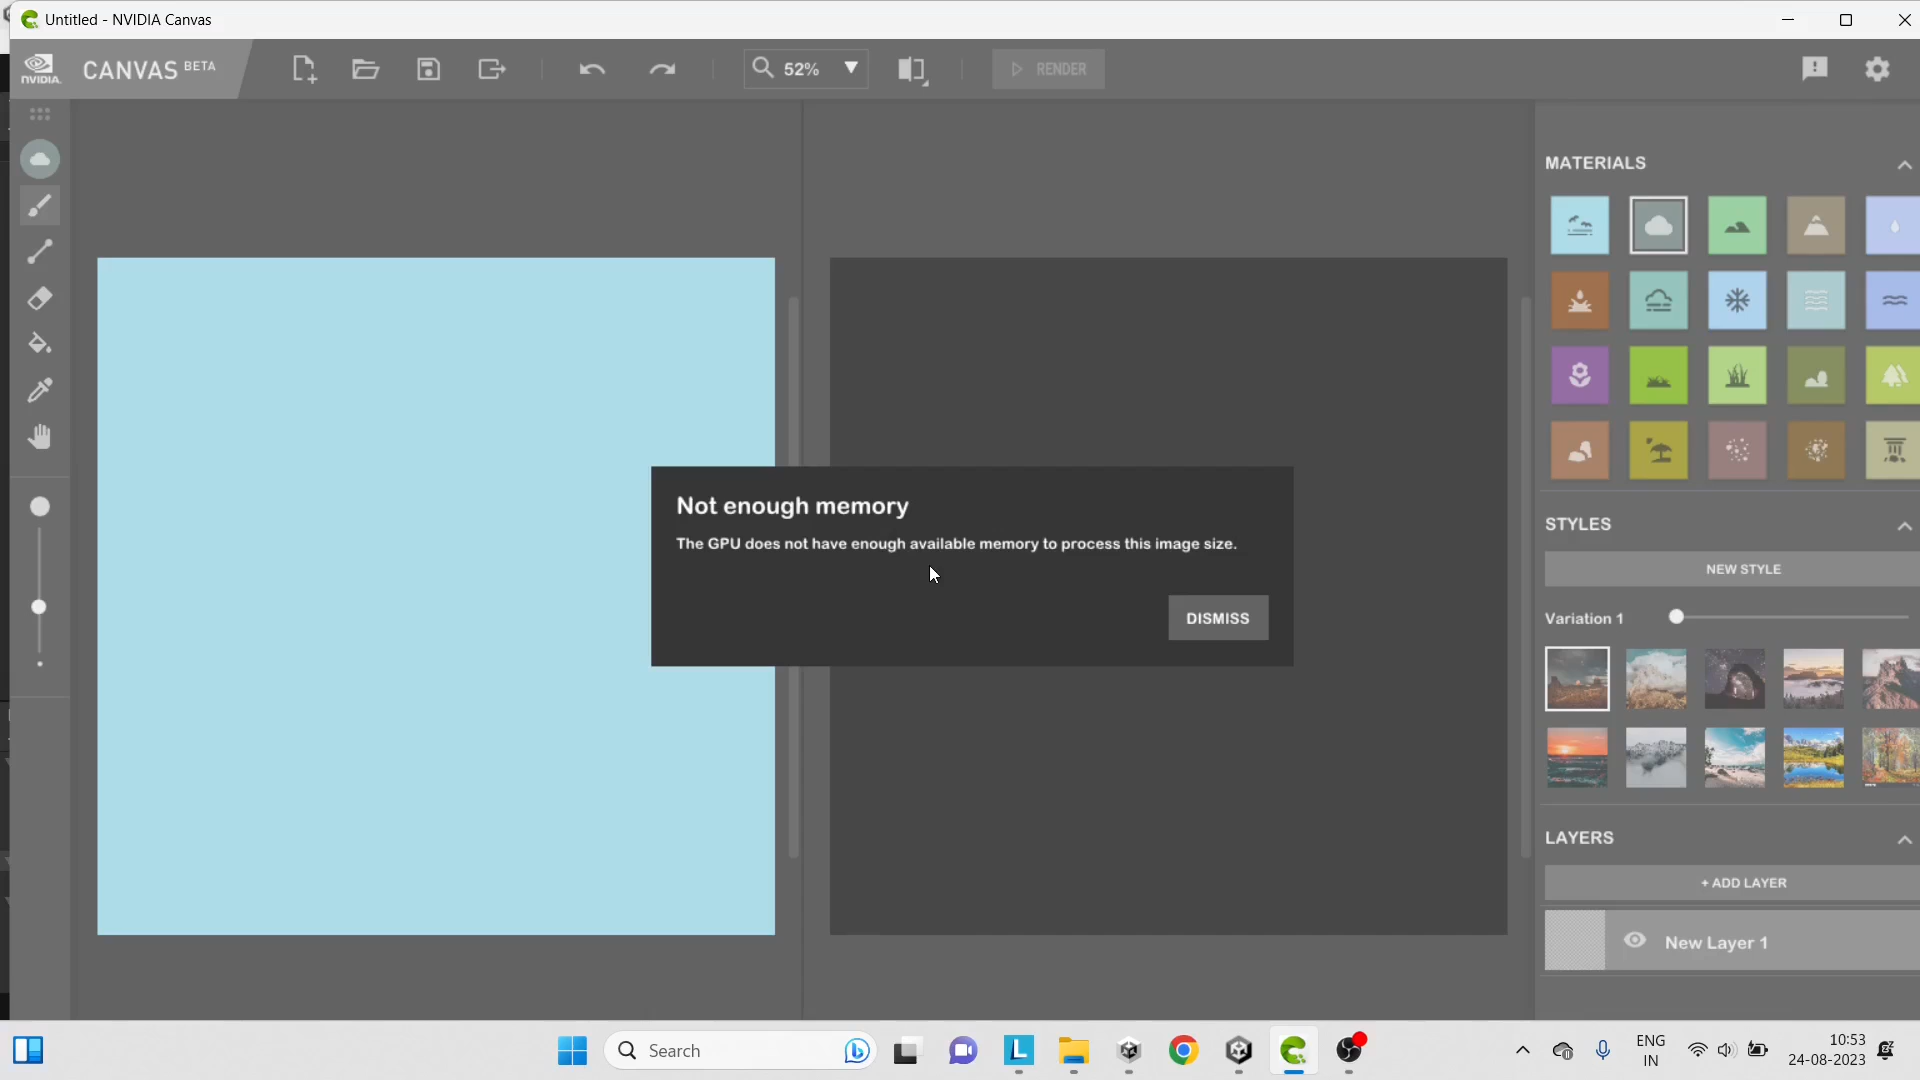 Untitled - NVIDIA Canvas
NVIDIA.
CANVAS BETA
52%
RENDER
MATERIALS
STYLES
NEW STYLE
Variation 1
LAYERS
+ ADD LAYER
New Layer 1
Not enough memory
The GPU does not have enough available memory to process this image size.
DISMISS
Search
L
ENG
IN
10:53
24-08-2023